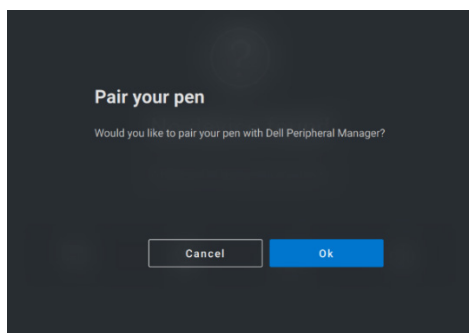 Pair your pen
Would you like to pair your pen with Dell Peripheral Manager?
Cancel
Ok